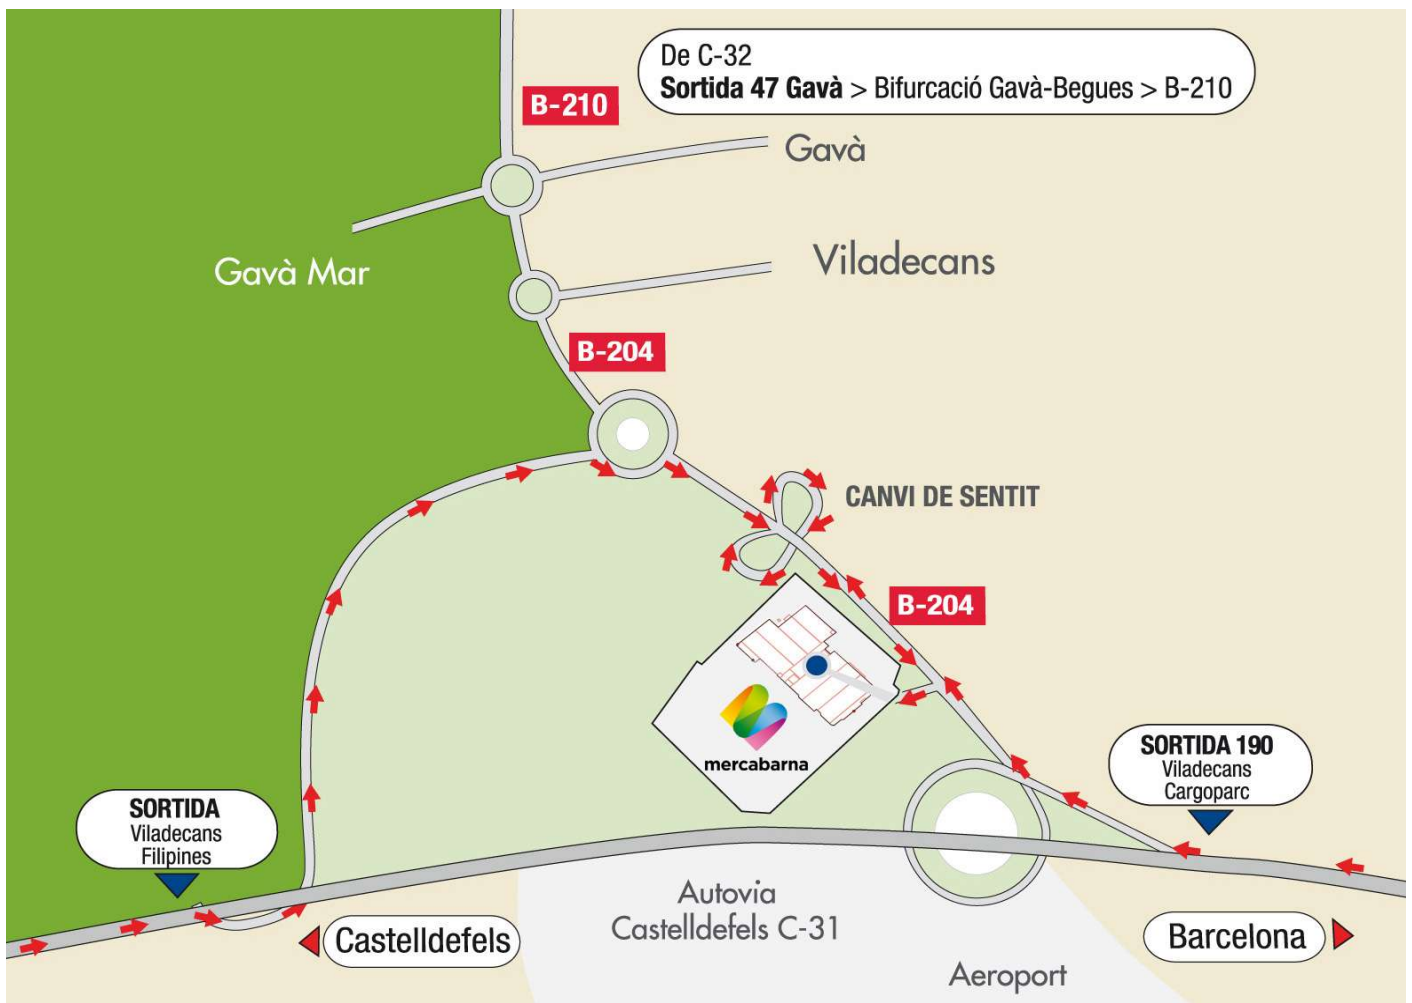 De C-32
Sortida 47 Gavà > Bifurcació Gavà-Begues > B-210
B-210
Gavà
Viladecans
Gavà Mar
B-204
CANVI DE SENTIT
B-204
mercabarna
SORTIDA 190
Viladecans
Cargoparc
SORTIDA
Viladecans
Filipines
Autovia
Castelldefels C-31
Castelldefels
Barcelona
Aeroport